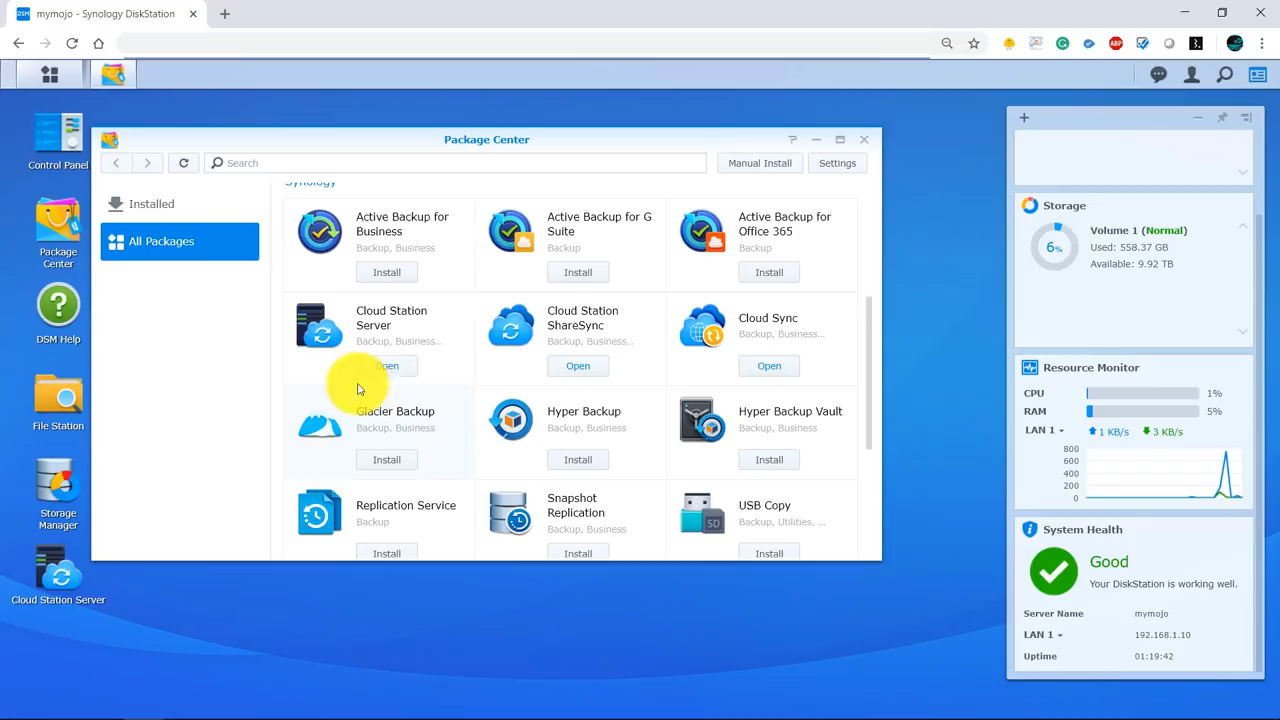 DSM mymojo - Synology DiskStation
Package Center
Search
Manual Install
Settings
Installed
All Packages
Synology
Active Backup for Business
Backup, Business
Install
Active Backup for G Suite
Backup
Install
Active Backup for Office 365
Backup
Install
Cloud Station Server
Backup, Business...
Open
Cloud Station ShareSync
Backup, Business...
Open
Cloud Sync
Backup, Business...
Open
Glacier Backup
Backup, Business
Install
Hyper Backup
Backup, Business
Install
Hyper Backup Vault
Backup, Business
Install
Replication Service
Backup
Install
Snapshot Replication
Backup, Business
Install
USB Copy
Backup, Utilities, ...
SD
Install
Control Panel
Package Center
DSM Help
File Station
Storage Manager
Cloud Station Server
ABP
Storage
6%
Volume 1 (Normal)
Used: 558.37 GB
Available: 9.92 TB
Resource Monitor
CPU 1%
RAM 5%
LAN 1 1 KB/s 3 KB/s
800
600
400
200
0
System Health
Good
Your DiskStation is working well.
Server Name mymojo
LAN 1 192.168.1.10
Uptime 01:19:42